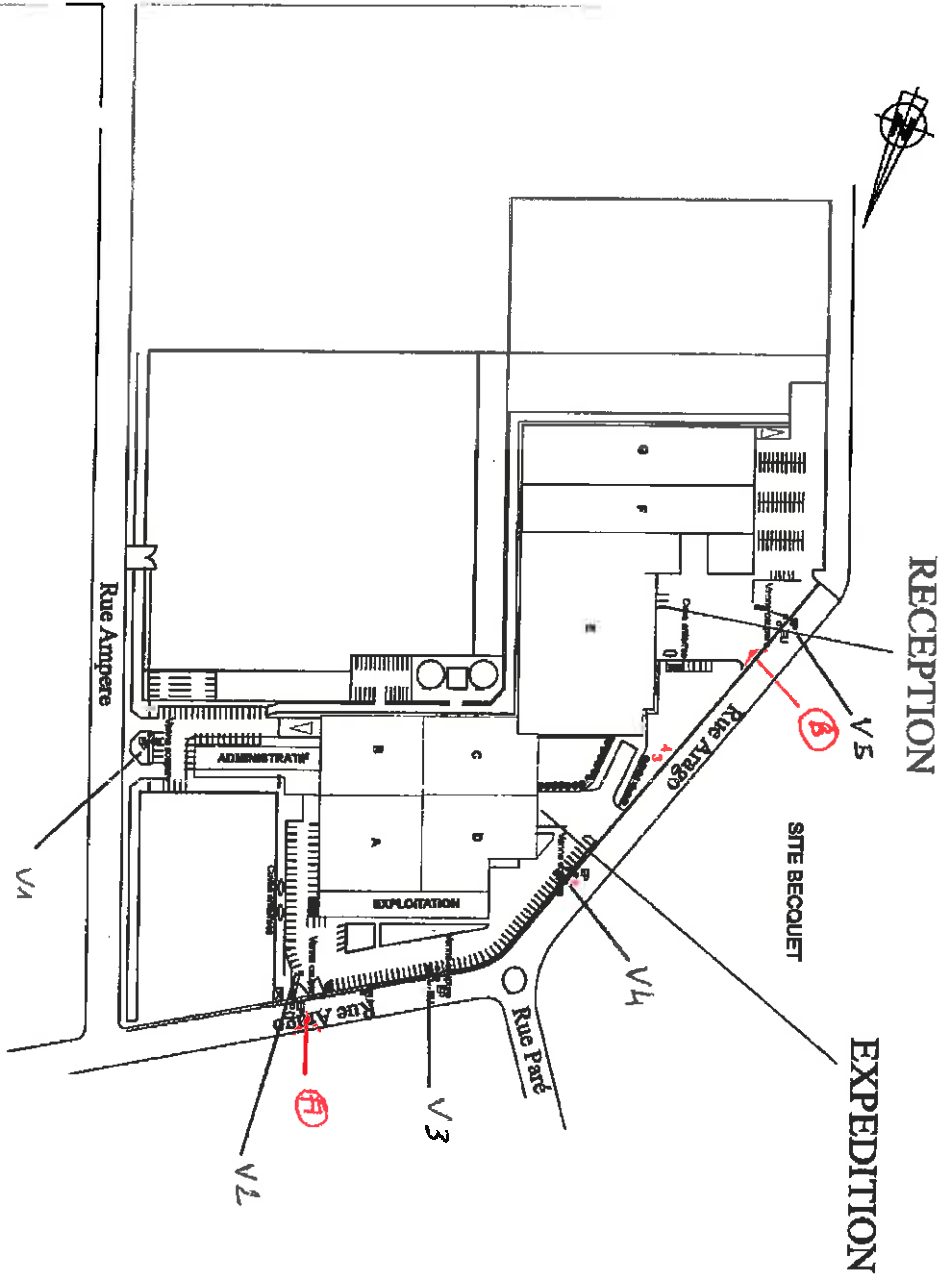 N
RECEPTION
V5
B
Rue Arago
A3
SITE BECQUET
G
F
E
EXPEDITION
C
B
D
A
ADMINISTRATIF
EXPLOITATION
Rue Ampere
V1
V4
Rue Paré
V3
Rue Arago
A
V2